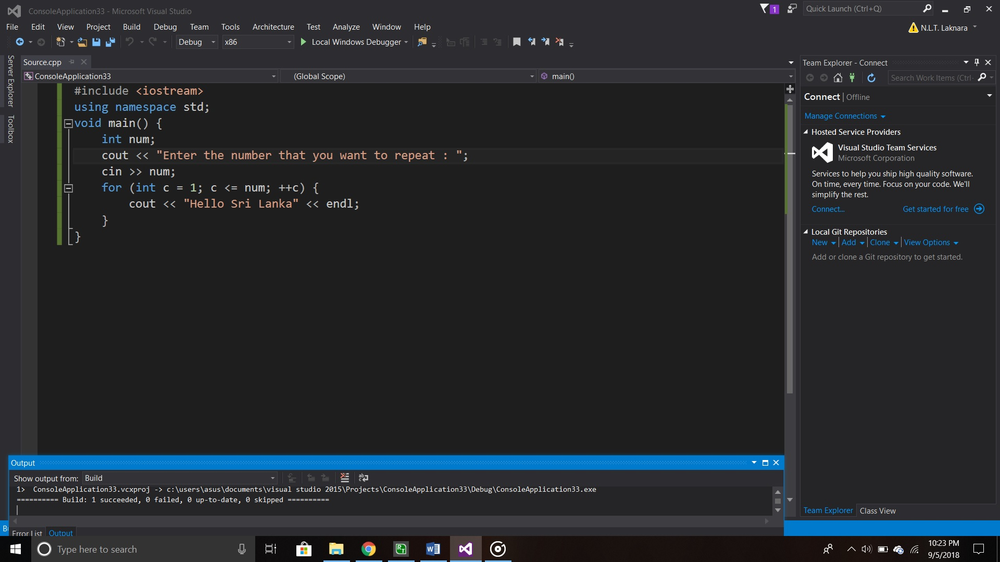 ConsoleApplication33 - Microsoft Visual Studio
1
Quick Launch (Ctrl+Q)
File Edit View Project Build Debug Team Tools Architecture Test Analyze Window Help
N.L.T. Laknara
Debug x86 Local Windows Debugger
Server Explorer
Toolbox
Source.cpp
ConsoleApplication33 (Global Scope) main()
#include <iostream>
using namespace std;
void main() {
    int num;
    cout << "Enter the number that you want to repeat : ";
    cin >> num;
    for (int c = 1; c <= num; ++c) {
        cout << "Hello Sri Lanka" << endl;
    }
}
Team Explorer - Connect
Search Work Items (Ctrl-
Connect | Offline
Manage Connections
Hosted Service Providers
Visual Studio Team Services
Microsoft Corporation
Services to help you ship high quality software.
On time, every time. Focus on your code. We'll
simplify the rest.
Connect... Get started for free
Local Git Repositories
New Add Clone View Options
Add or clone a Git repository to get started.
Team Explorer Class View
Output
Show output from: Build
1>  ConsoleApplication33.vcxproj -> c:\users\asus\documents\visual studio 2015\Projects\ConsoleApplication33\Debug\ConsoleApplication33.exe
========== Build: 1 succeeded, 0 failed, 0 up-to-date, 0 skipped ==========
Error List Output
Type here to search
10:23 PM
9/5/2018